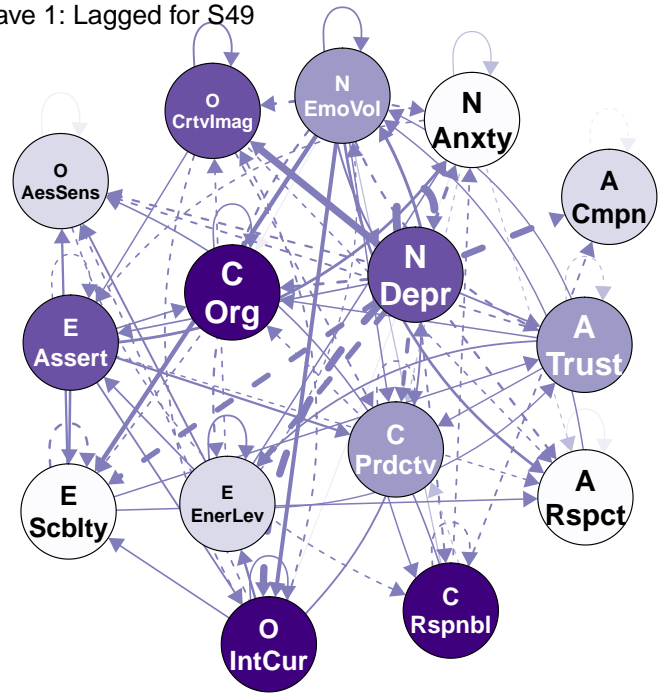 ave 1: Lagged for S49
O
CrtvImag
N
EmoVol
N
Anxty
O
AesSens
A
Cmpn
C
Org
N
Depr
E
Assert
A
Trust
C
Prdctv
E
Scblty
E
EnerLev
A
Rspct
C
Rspnbl
O
IntCur